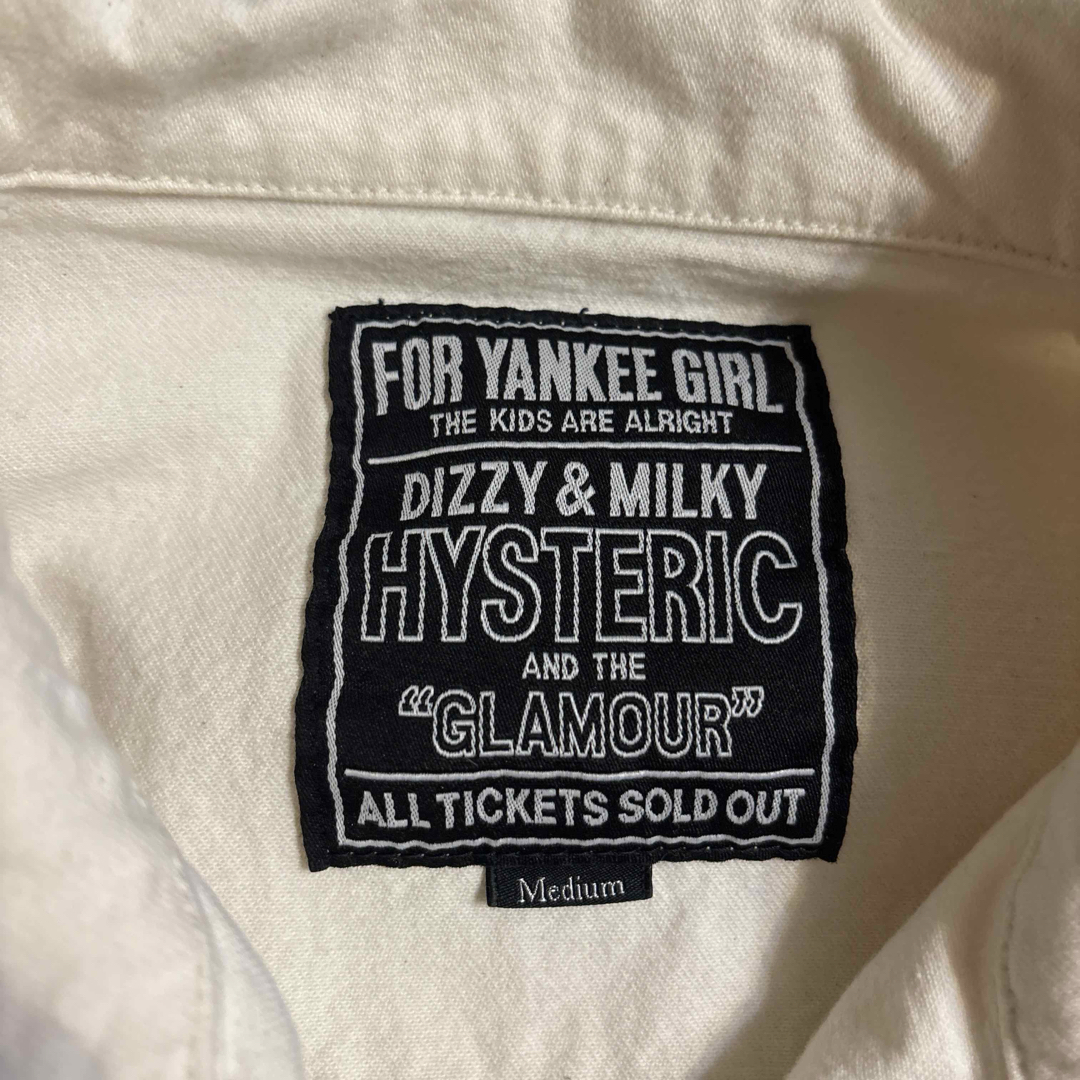 FOR YANKEE GIRL
THE KIDS ARE ALRIGHT
DIZZY & MILKY
HYSTERIC
AND THE
“GLAMOUR”
ALL TICKETS SOLD OUT
Medium